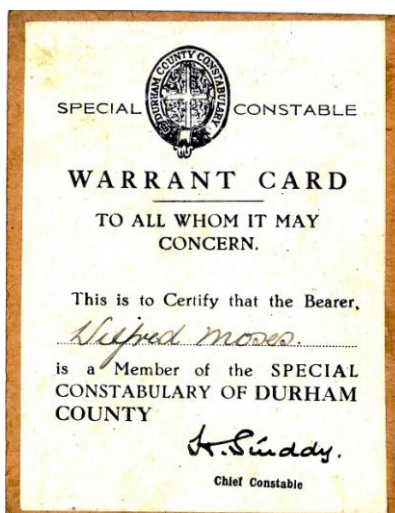 DURHAM COUNTY CONSTABULARY
SPECIAL CONSTABLE
WARRANT CARD
TO ALL WHOM IT MAY
CONCERN.
This is to Certify that the Bearer,
Wilfred Moses.
is a Member of the SPECIAL
CONSTABULARY OF DURHAM
COUNTY
Chief Constable